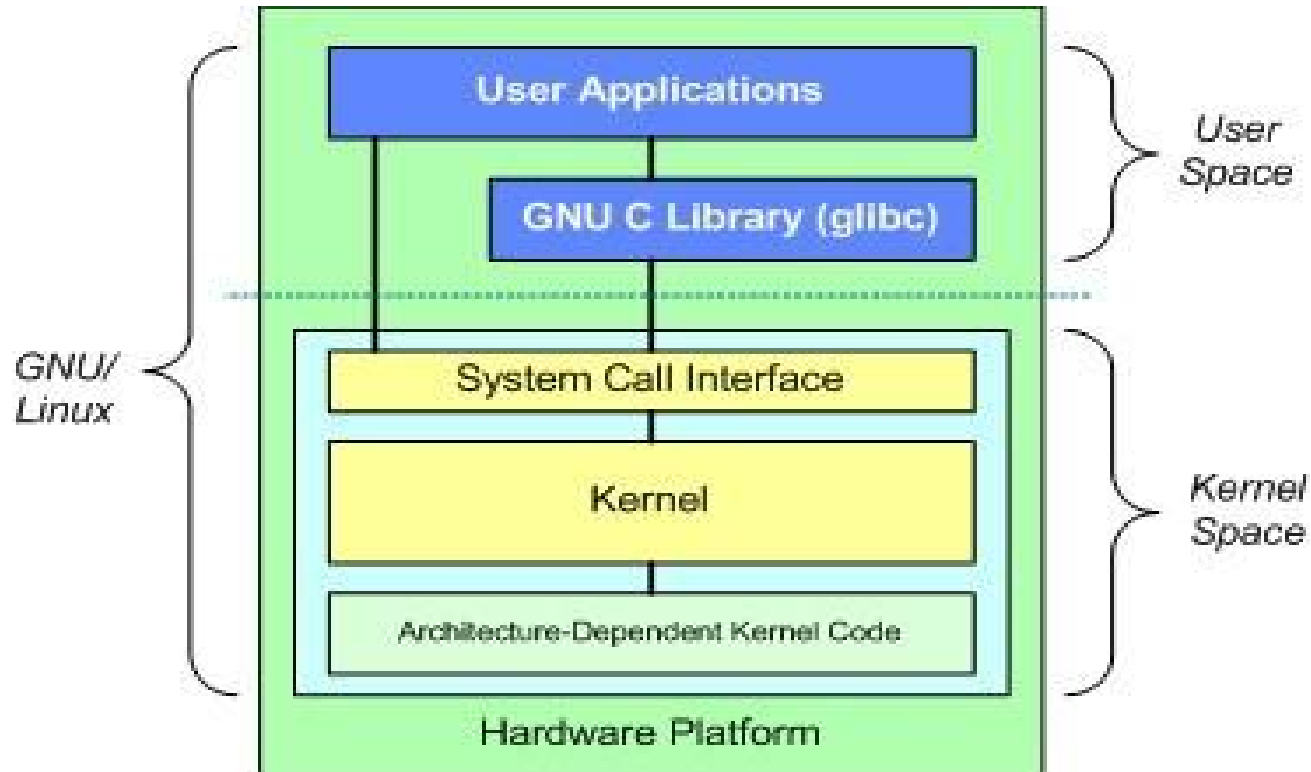 User Applications
User
Space
GNU C Library (glibc)
GNU/
Linux
System Call Interface
Kernel
Kernel
Space
Architecture-Dependent Kernel Code
Hardware Platform